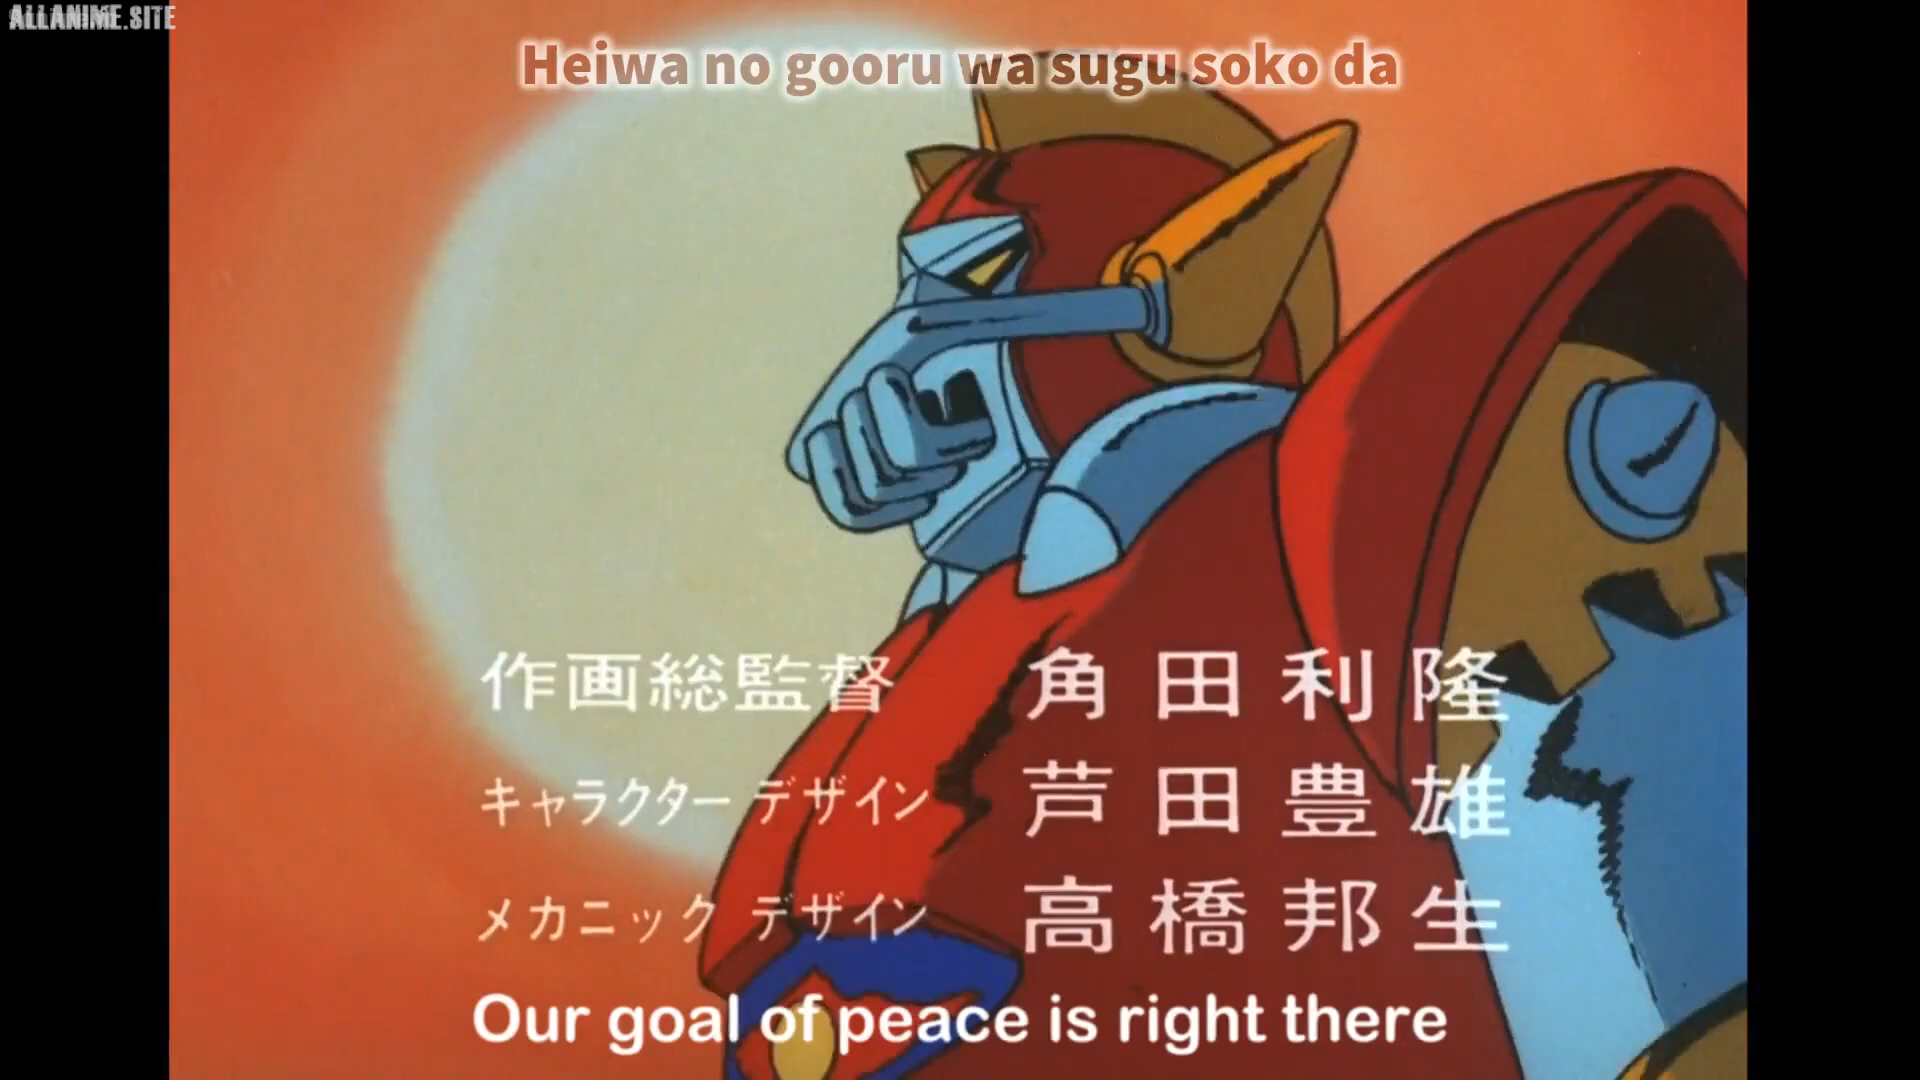 ALLANIME.SITE
Heiwa no gooru wa sugu soko da
作画総監督 角田利隆
キャラクター デザイン 芦田豊雄
メカニック デザイン 高橋邦生
Our goal of peace is right there